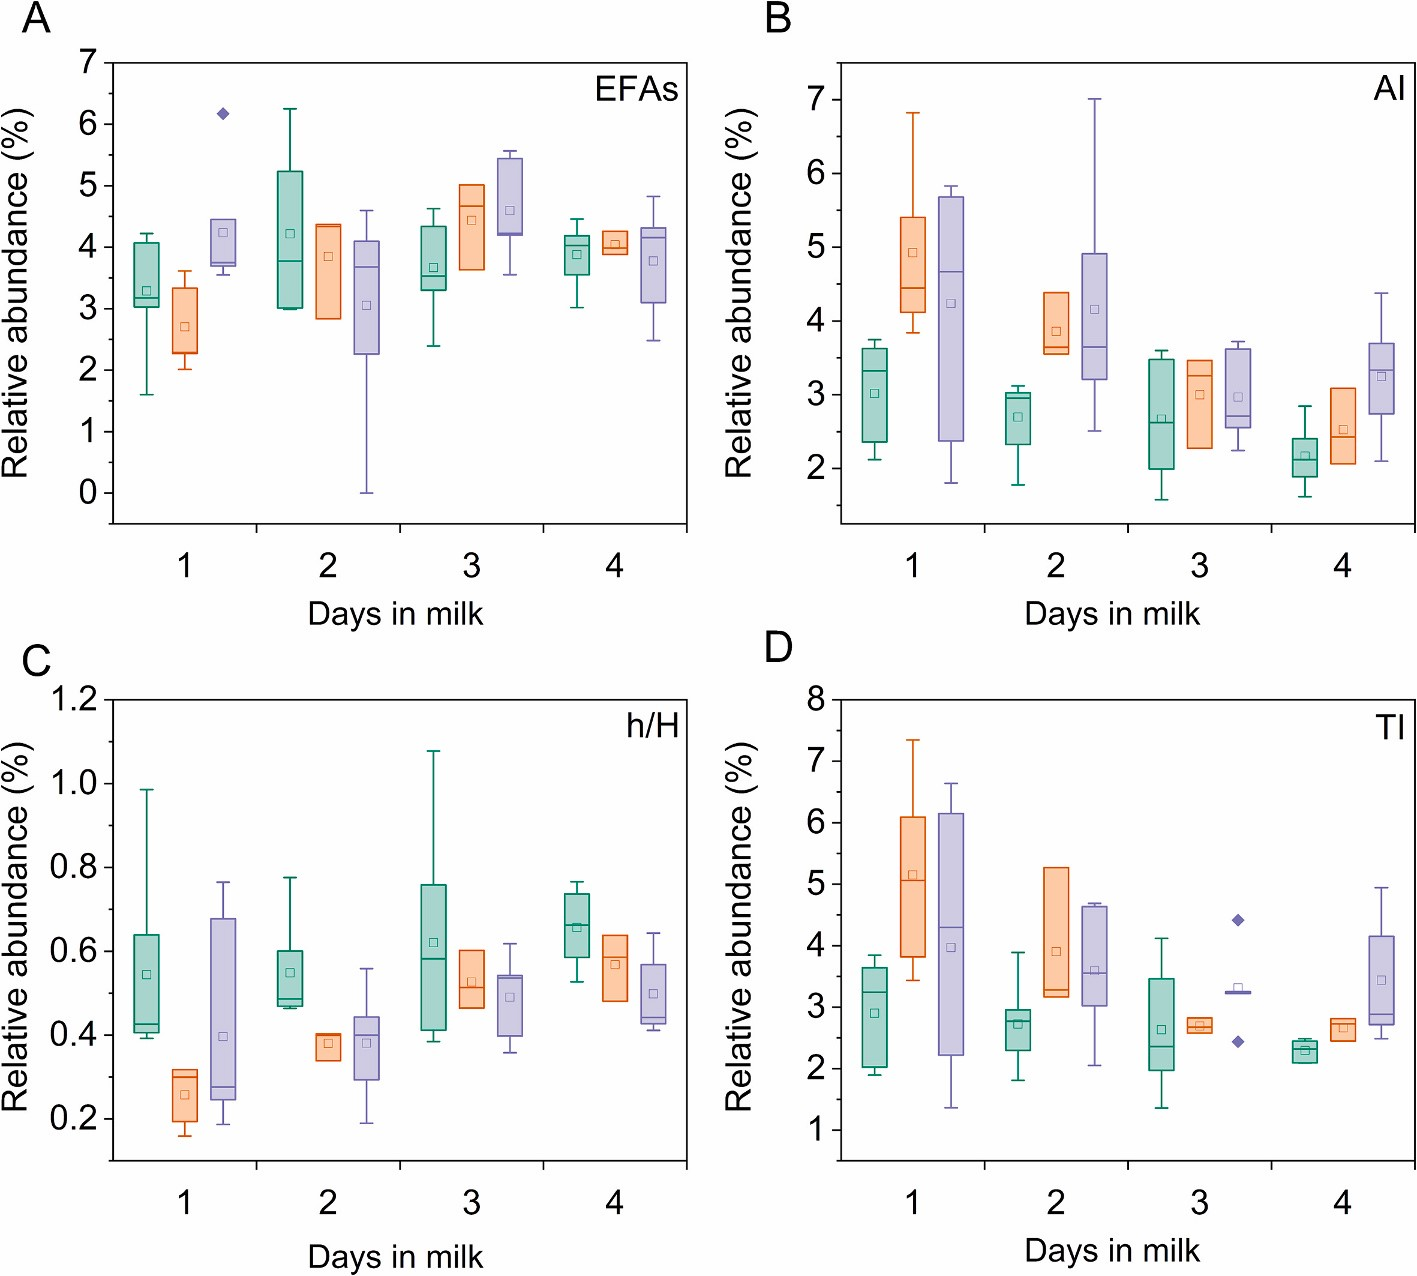 A
EFAs
Relative abundance (%)
7
6
5
4
3
2
1
0
1 2 3 4
Days in milk
B
AI
Relative abundance (%)
7
6
5
4
3
2
1 2 3 4
Days in milk
C
h/H
Relative abundance (%)
1.2
1.0
0.8
0.6
0.4
0.2
1 2 3 4
Days in milk
D
TI
Relative abundance (%)
8
7
6
5
4
3
2
1
1 2 3 4
Days in milk